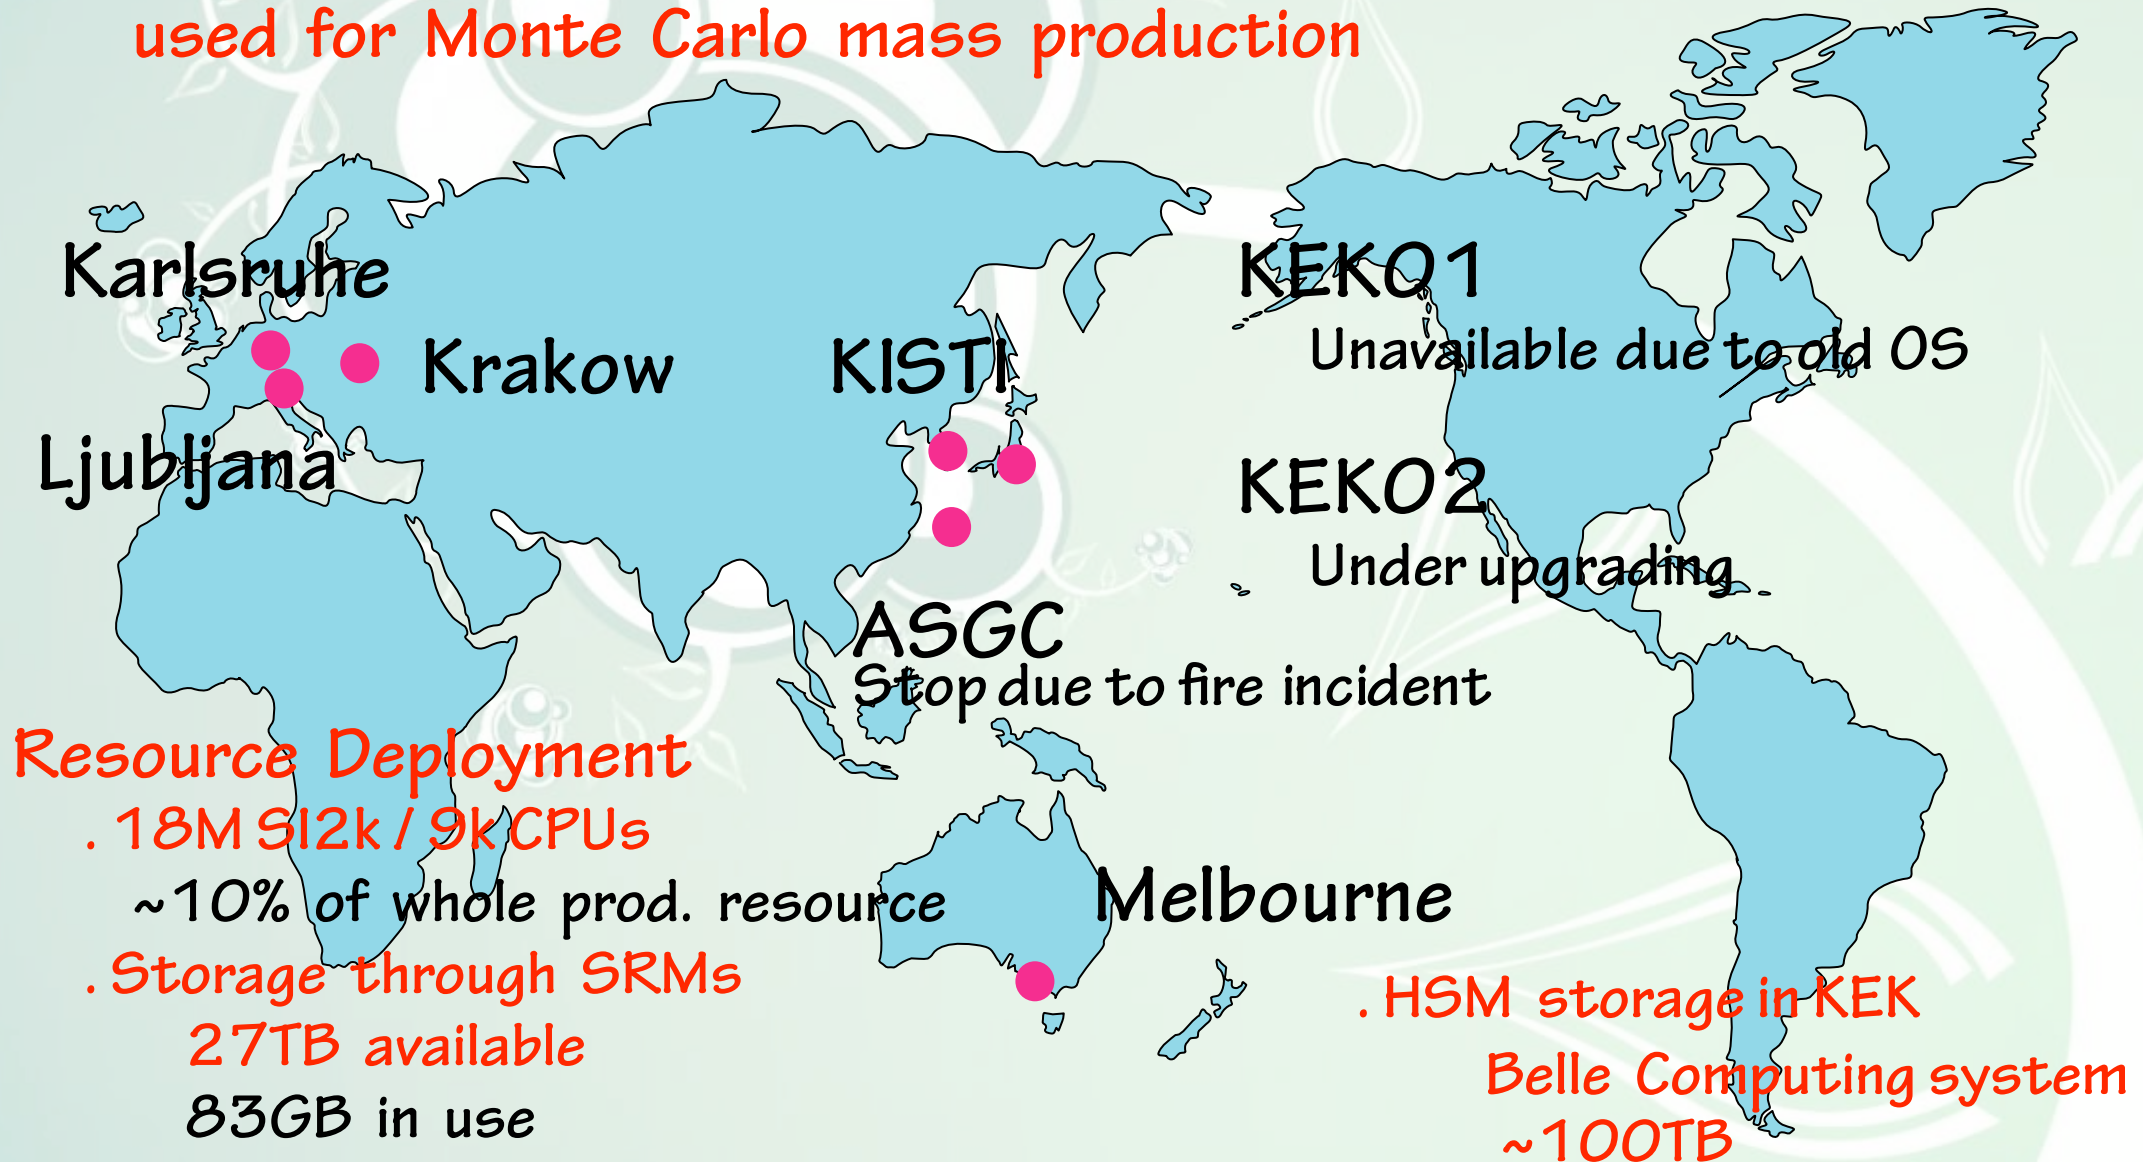 used for Monte Carlo mass production
Karlsruhe
KEK01
Krakow
KISTI
Unavailable due to old OS
Ljubljana
KEK02
Under upgrading
ASGC
Stop due to fire incident
Resource Deployment
. 18M SI2k / 9k CPUs
~10% of whole prod. resource
Melbourne
. Storage through SRMs
27TB available
83GB in use
. HSM storage in KEK
Belle Computing system
~100TB